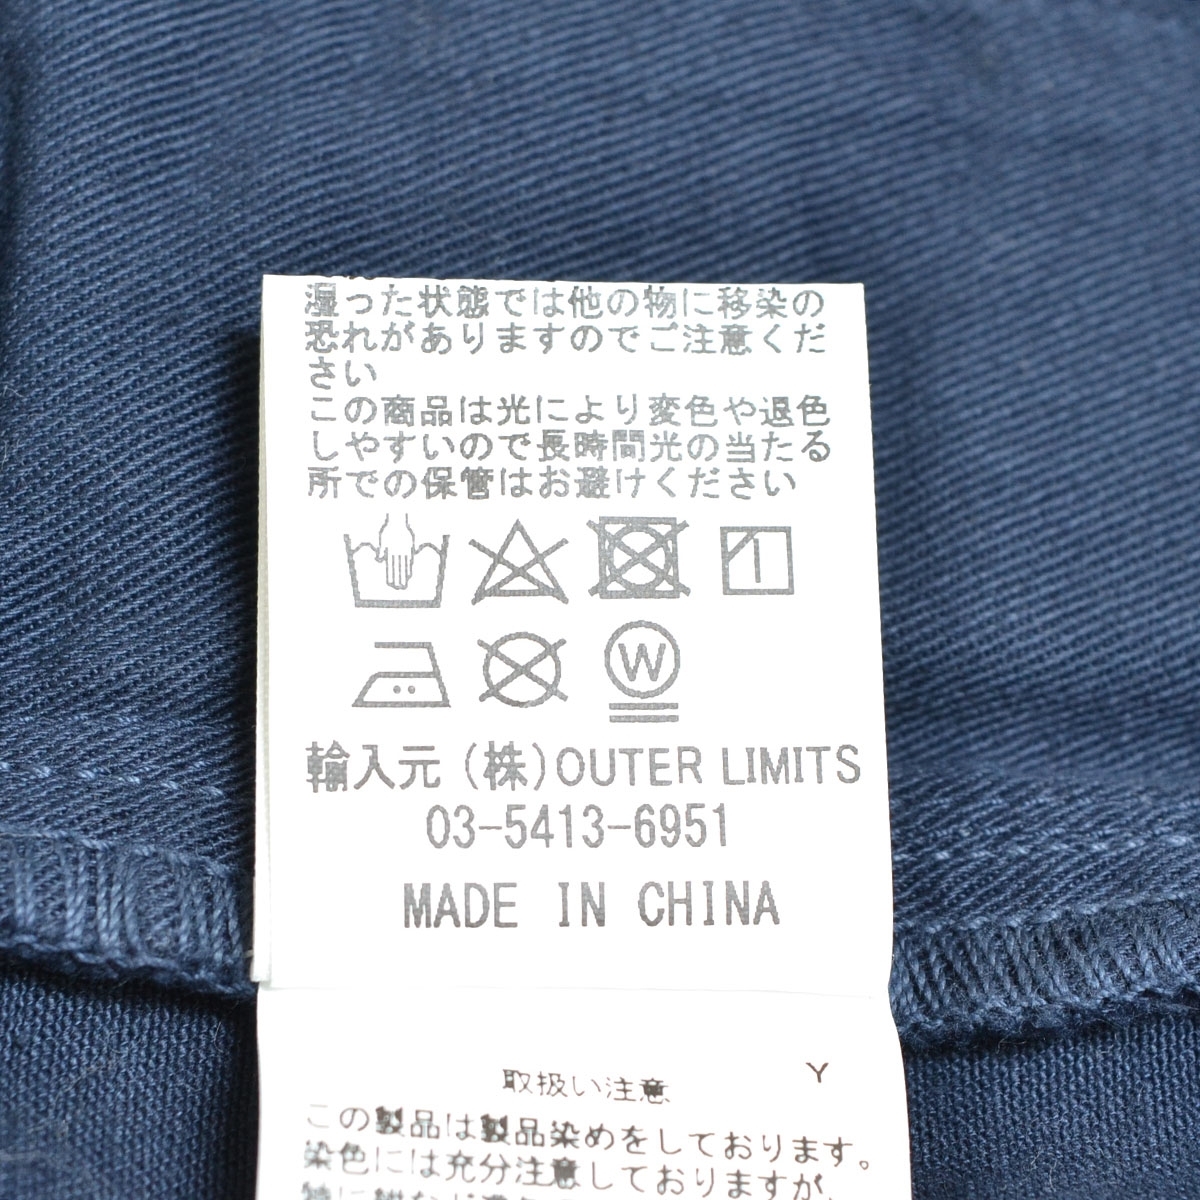 湿った状態では他の物に移染の
恐れがありますのでご注意くだ
さい
この商品は光により変色や退色
しやすいので長時間光の当たる
所での保管はお避けください
W
輸入元(株)OUTER LIMITS
03-5413-6951
MADE IN CHINA
Y
取扱い注意
この製品は製品染めをしております。
染色には充分注意しておりますが、